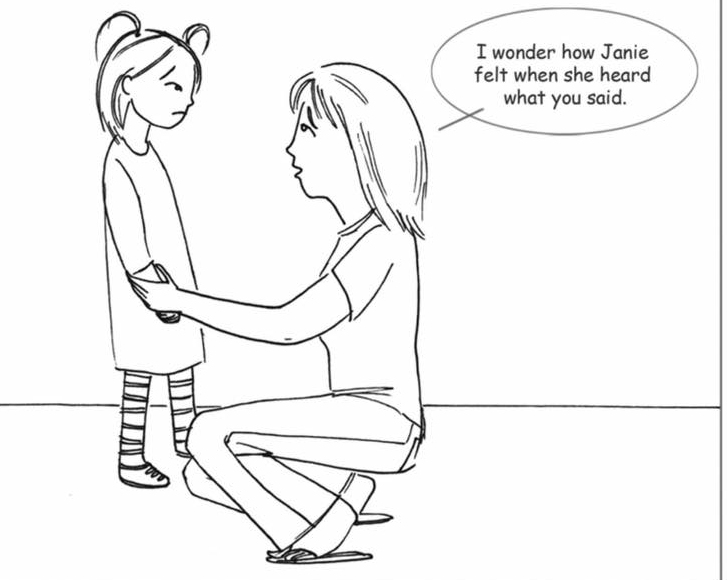 I wonder how Janie
felt when she heard
what you said.